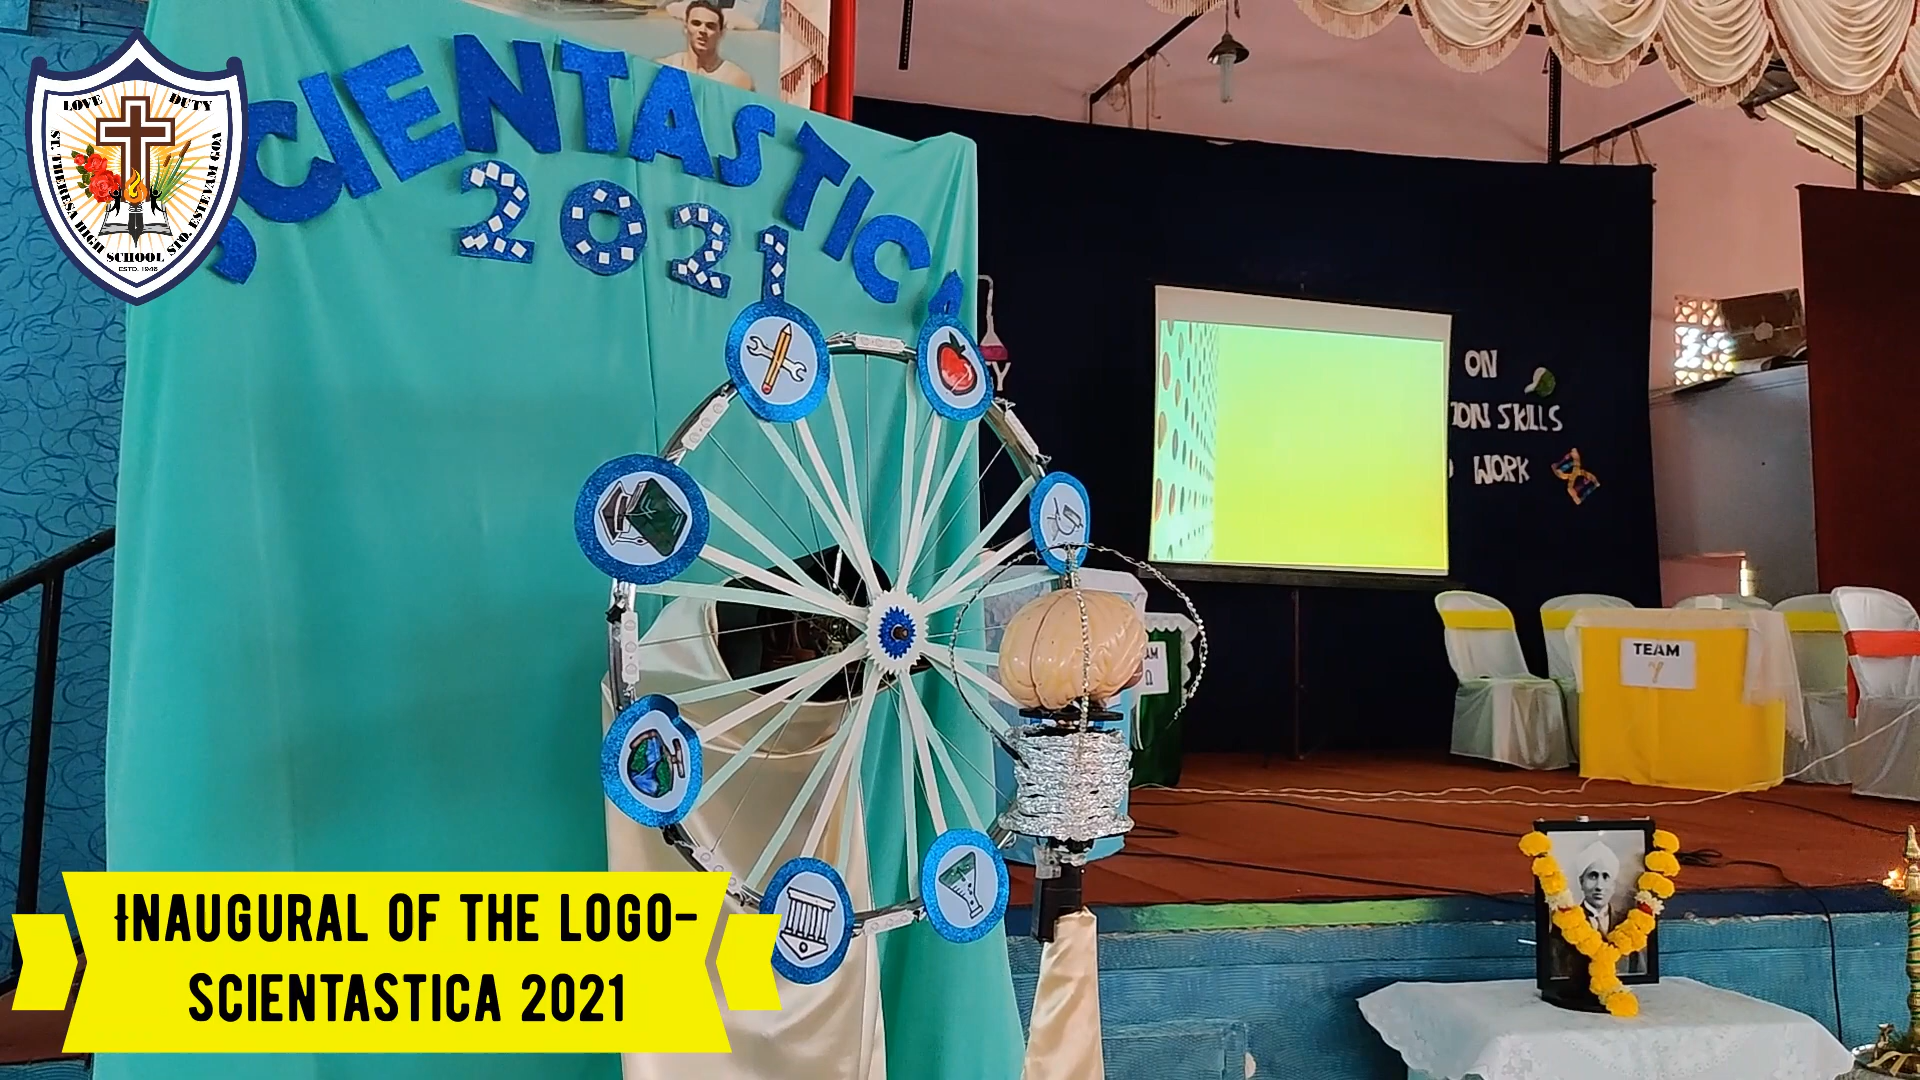 LOVE DUTY
ST. THERESA HIGH SCHOOL STO. ESTEVAM GOA
ESTD. 1946
SCIENTASTICA
2021
ON
ION SKILLS
WORK
TEAM
γ
Ω
INAUGURAL OF THE LOGO-
SCIENTASTICA 2021